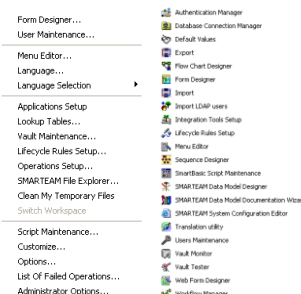 Form Designer...
User Maintenance...
Menu Editor...
Language...
Language Selection
Applications Setup
Lookup Tables...
Vault Maintenance...
Lifecycle Rules Setup...
Operations Setup...
SMARTEAM File Explorer...
Clean My Temporary Files
Switch Workspace
Script Maintenance...
Customize...
Options...
List Of Failed Operations...
Administrator Options...
Authentication Manager
Database Connection Manager
Default Values
Export
Flow Chart Designer
Form Designer
Import
Import LDAP users
Integration Tools Setup
Lifecycle Rules Setup
Menu Editor
Sequence Designer
SmartBasic Script Maintenance
SMARTEAM Data Model Designer
SMARTEAM Data Model Documentation Wiza
SMARTEAM System Configuration Editor
Translation utility
Users Maintenance
Vault Monitor
Vault Tester
Web Form Designer
Workflow Manager